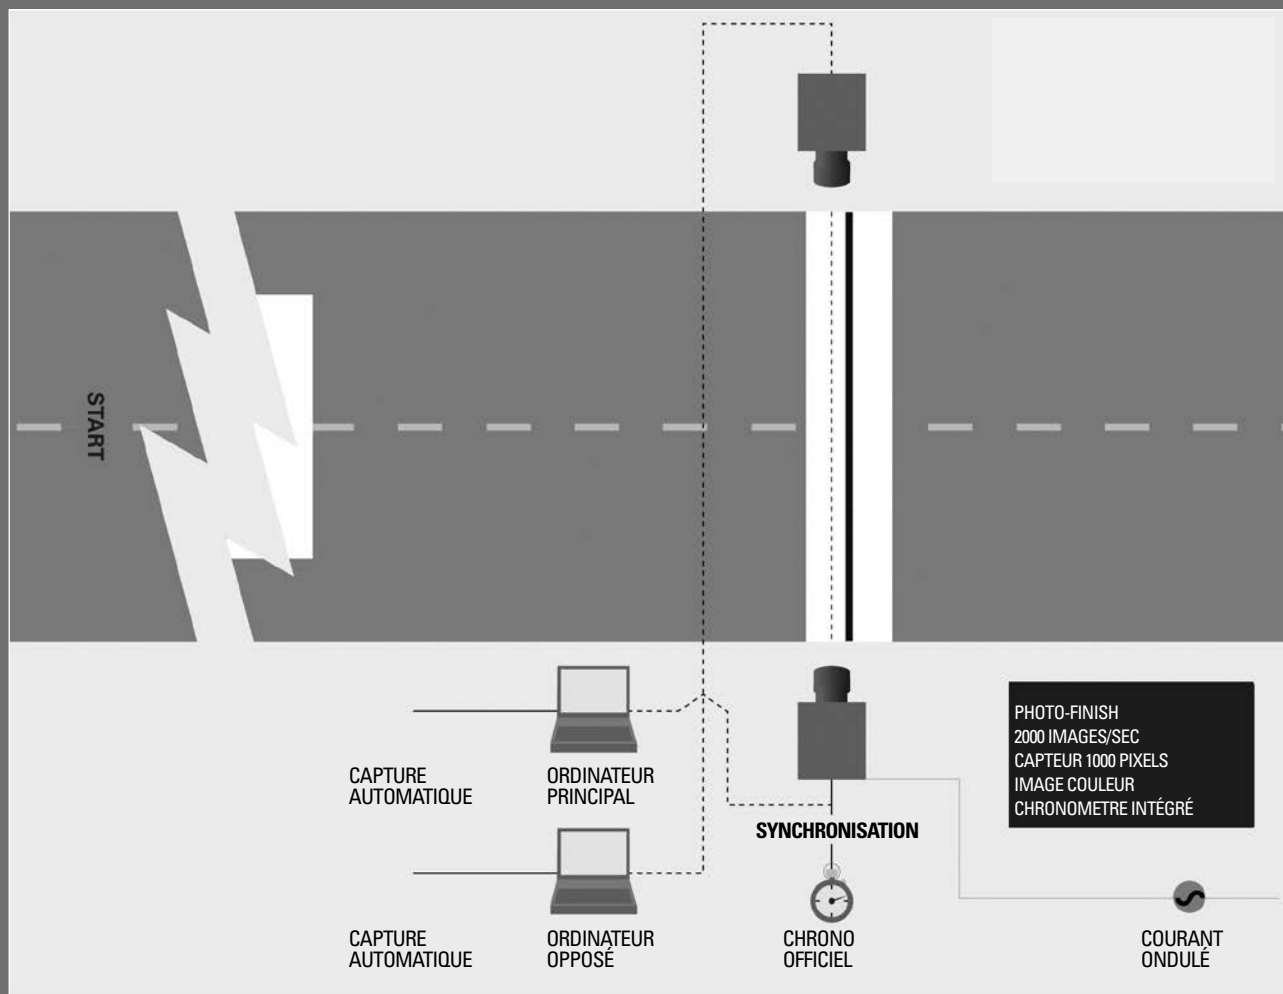 START
CAPTURE
AUTOMATIQUE
ORDINATEUR
PRINCIPAL
SYNCHRONISATION
PHOTO-FINISH
2000 IMAGES/SEC
CAPTEUR 1000 PIXELS
IMAGE COULEUR
CHRONOMETRE INTÉGRÉ
CAPTURE
AUTOMATIQUE
ORDINATEUR
OPPOSÉ
CHRONO
OFFICIEL
COURANT
ONDULÉ